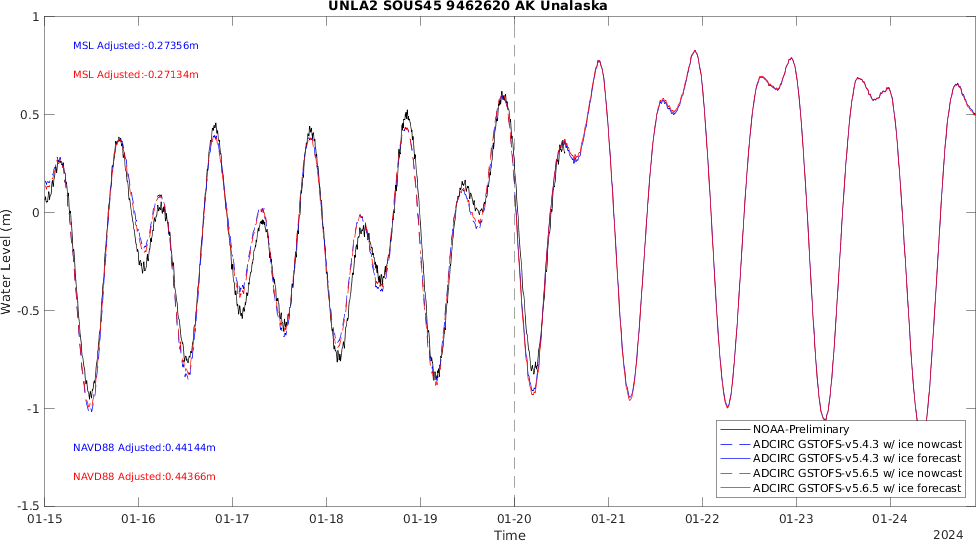 UNLA2 SOUS45 9462620 AK Unalaska
1
MSL Adjusted:-0.27356m
MSL Adjusted:-0.27134m
0.5
0
Water Level (m)
-0.5
-1
NAVD88 Adjusted:0.44144m
NAVD88 Adjusted:0.44366m
NOAA-Preliminary
ADCIRC GSTOFS-v5.4.3 w/ ice nowcast
ADCIRC GSTOFS-v5.4.3 w/ ice forecast
ADCIRC GSTOFS-v5.6.5 w/ ice nowcast
ADCIRC GSTOFS-v5.6.5 w/ ice forecast
-1.5
01-15 01-16 01-17 01-18 01-19 01-20 01-21 01-22 01-23 01-24
Time
2024